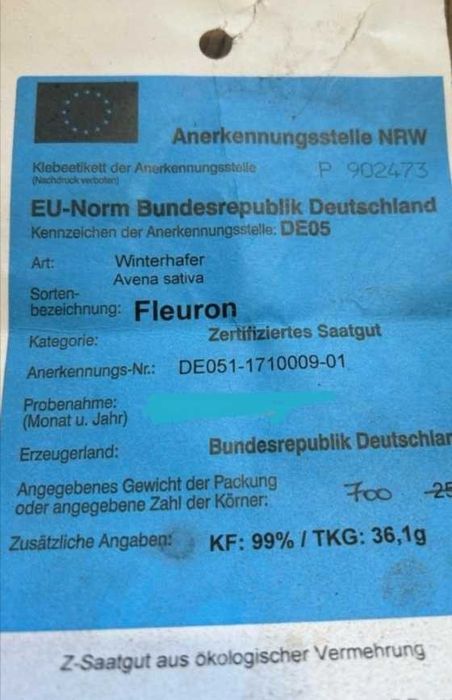 Anerkennungsstelle NRW
Klebeetikett der Anerkennungsstelle P 902473
(Nachdruck verboten)
EU-Norm Bundesrepublik Deutschland
Kennzeichen der Anerkennungsstelle: DE05
Art: Winterhafer
Avena sativa
Sorten-
bezeichnung: Fleuron
Kategorie: Zertifiziertes Saatgut
Anerkennungs-Nr.: DE051-1710009-01
Probenahme:
(Monat u. Jahr)
Erzeugerland: Bundesrepublik Deutschlan
Angegebenes Gewicht der Packung
oder angegebene Zahl der Körner: 700 25
Zusätzliche Angaben: KF: 99% / TKG: 36,1g
Z-Saatgut aus ökologischer Vermehrung